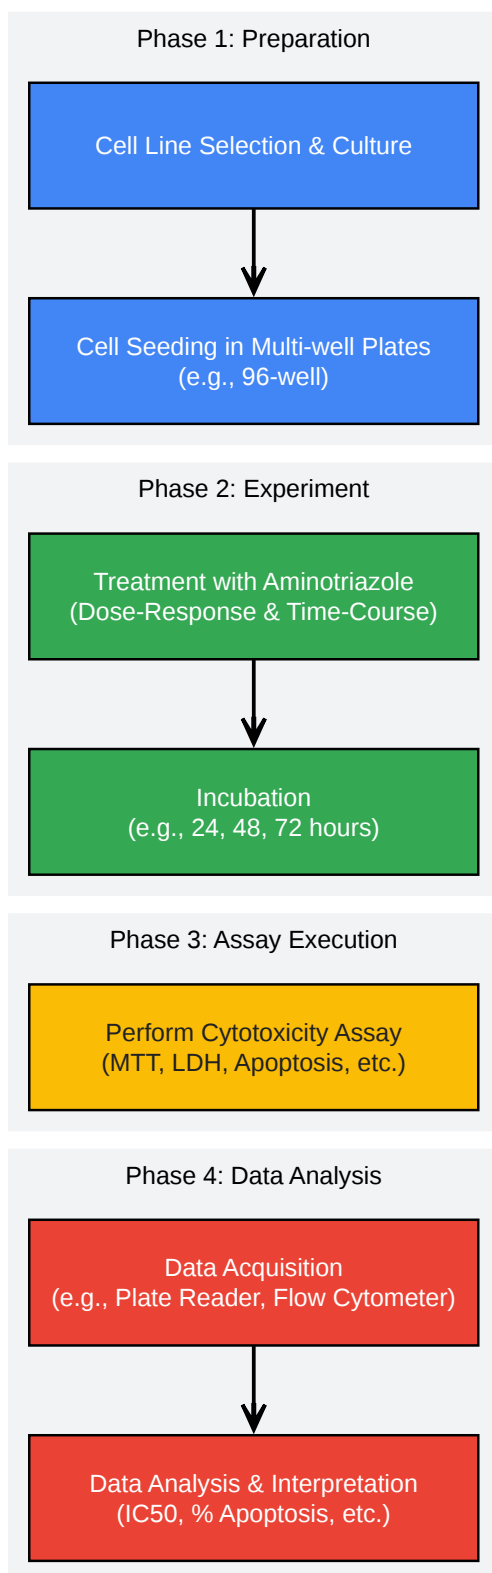 Phase 1: Preparation
Cell Line Selection & Culture
Cell Seeding in Multi-well Plates
(e.g., 96-well)
Phase 2: Experiment
Treatment with Aminotriazole
(Dose-Response & Time-Course)
Incubation
(e.g., 24, 48, 72 hours)
Phase 3: Assay Execution
Perform Cytotoxicity Assay
(MTT, LDH, Apoptosis, etc.)
Phase 4: Data Analysis
Data Acquisition
(e.g., Plate Reader, Flow Cytometer)
Data Analysis & Interpretation
(IC50, % Apoptosis, etc.)